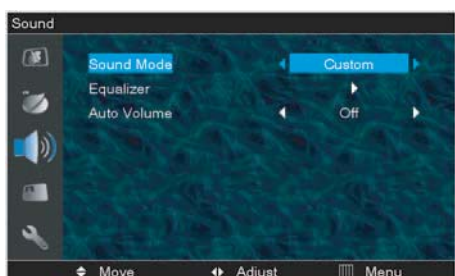 Sound
Sound Mode Custom
Equalizer
Auto Volume Off
Move Adjust Menu